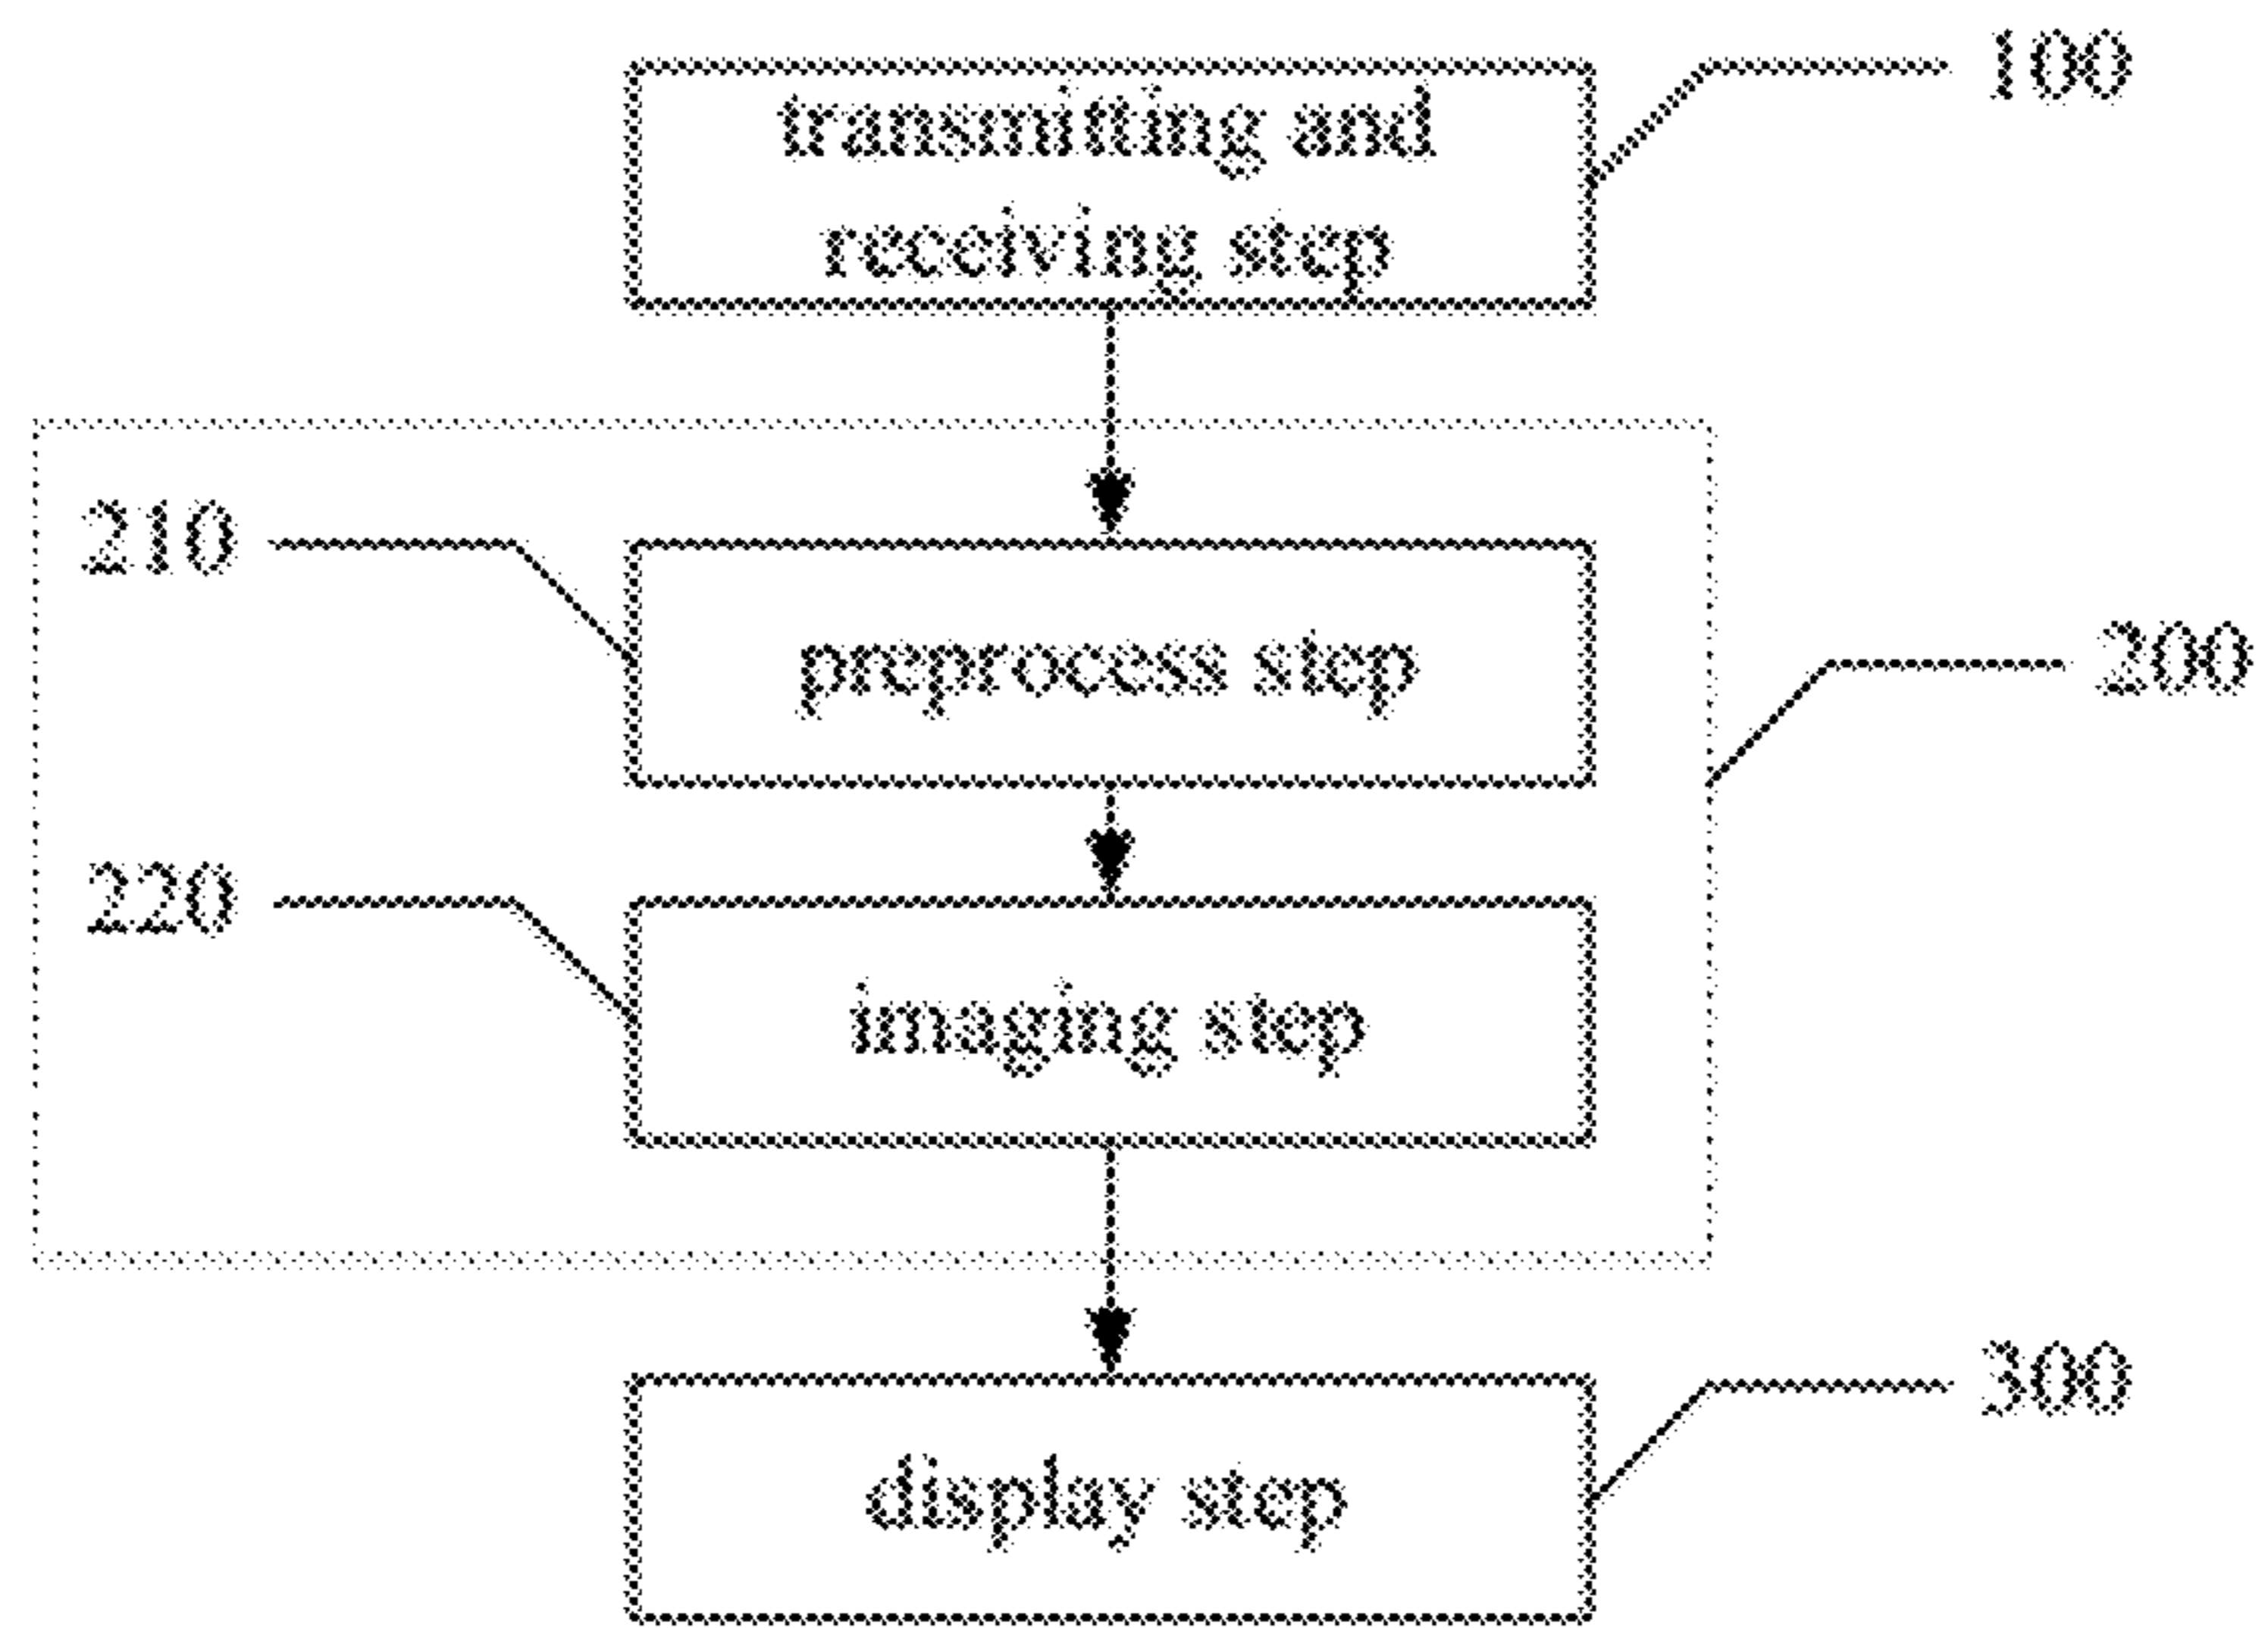 100
transmitting and
receiving step
210
preprocess step
200
220
imaging step
300
display step